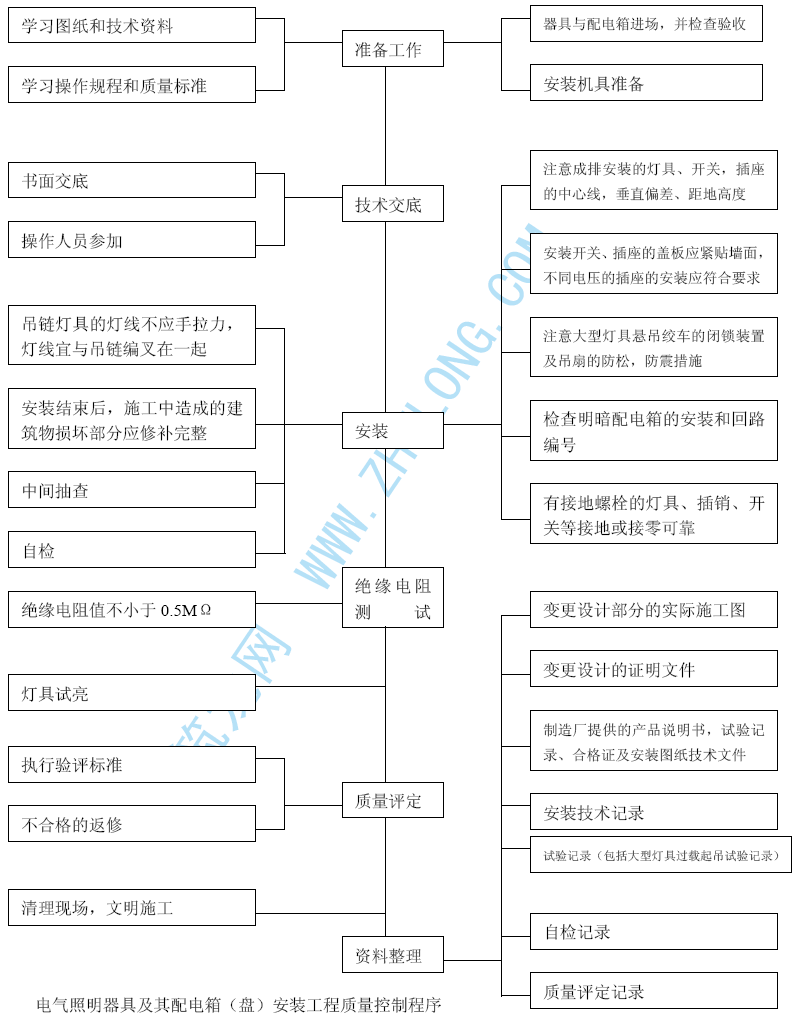 学习图纸和技术资料
学习操作规程和质量标准
准备工作
器具与配电箱进场，并检查验收
安装机具准备
书面交底
操作人员参加
技术交底
注意成排安装的灯具、开关，插座
的中心线，垂直偏差、距地高度
安装开关、插座的盖板应紧贴墙面，
不同电压的插座的安装应符合要求
吊链灯具的灯线不应手拉力，
灯线宜与吊链编叉在一起
注意大型灯具悬吊绞车的闭锁装置
及吊扇的防松，防震措施
安装结束后，施工中造成的建
筑物损坏部分应修补完整
安装
检查明暗配电箱的安装和回路
编号
中间抽查
有接地螺栓的灯具、插销、开
关等接地或接零可靠
自检
绝缘电阻值不小于 0.5MΩ
绝缘电阻
测 试
变更设计部分的实际施工图
变更设计的证明文件
灯具试亮
制造厂提供的产品说明书，试验记
录、合格证及安装图纸技术文件
执行验评标准
不合格的返修
质量评定
安装技术记录
试验记录（包括大型灯具过载起吊试验记录）
清理现场，文明施工
自检记录
资料整理
质量评定记录
电气照明器具及其配电箱（盘）安装工程质量控制程序
筑龙网 WWW.ZHULONG.COM